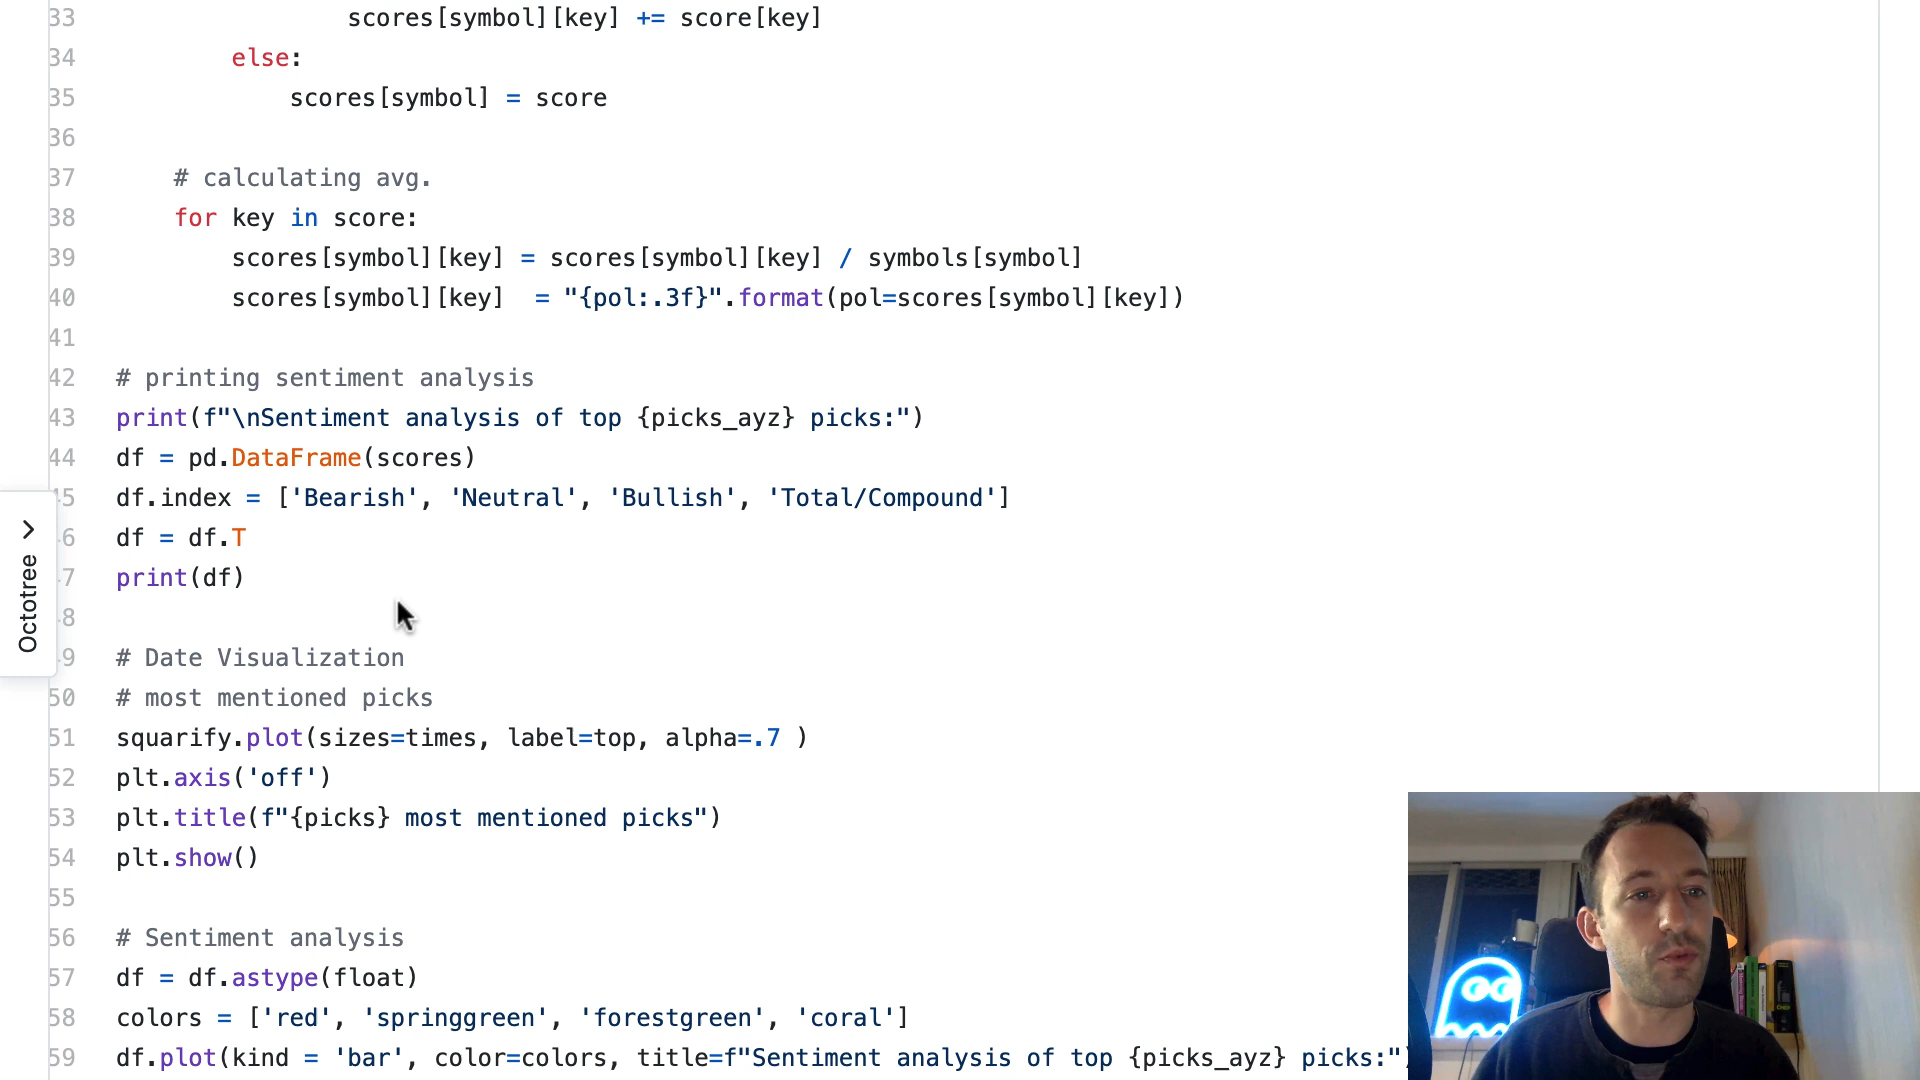 33 scores[symbol][key] += score[key]
34 else:
35 scores[symbol] = score
36
37 # calculating avg.
38 for key in score:
39 scores[symbol][key] = scores[symbol][key] / symbols[symbol]
40 scores[symbol][key]  = "{pol:.3f}".format(pol=scores[symbol][key])
41
42 # printing sentiment analysis
43 print(f"\nSentiment analysis of top {picks_ayz} picks:")
44 df = pd.DataFrame(scores)
45 df.index = ['Bearish', 'Neutral', 'Bullish', 'Total/Compound']
6 df = df.T
7 print(df)
8
9 # Date Visualization
50 # most mentioned picks
51 squarify.plot(sizes=times, label=top, alpha=.7 )
52 plt.axis('off')
53 plt.title(f"{picks} most mentioned picks")
54 plt.show()
55
56 # Sentiment analysis
57 df = df.astype(float)
58 colors = ['red', 'springgreen', 'forestgreen', 'coral']
59 df.plot(kind = 'bar', color=colors, title=f"Sentiment analysis of top {picks_ayz} picks:")
Octotree